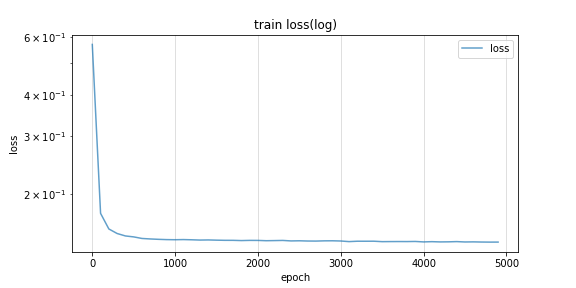 train loss(log)
6 × 10⁻¹
4 × 10⁻¹
3 × 10⁻¹
2 × 10⁻¹
loss
loss
0 1000 2000 3000 4000 5000
epoch